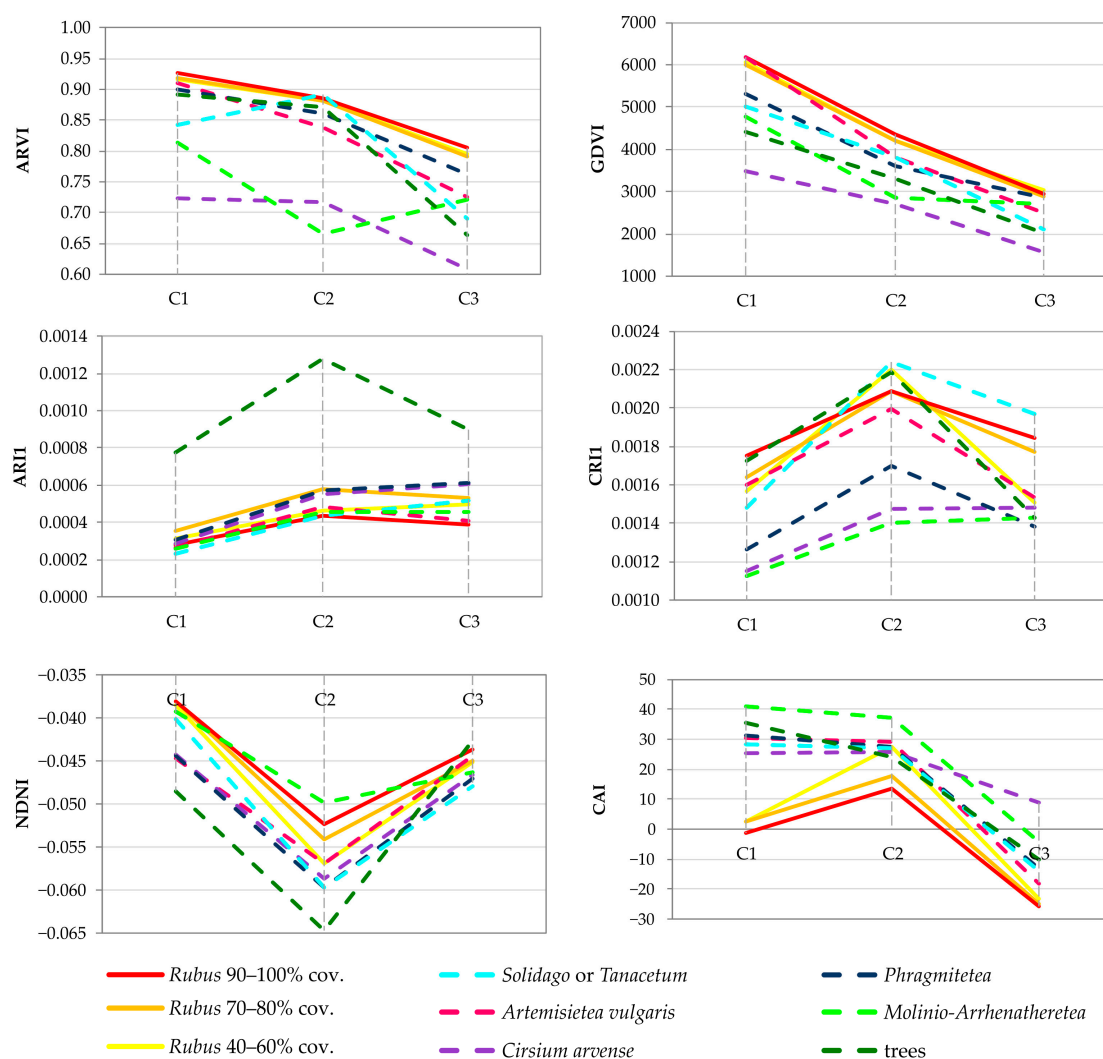 ARVI
1.00
0.95
0.90
0.85
0.80
0.75
0.70
0.65
0.60
C1 C2 C3
GDVI
7000
6000
5000
4000
3000
2000
1000
C1 C2 C3
ARI1
0.0014
0.0012
0.0010
0.0008
0.0006
0.0004
0.0002
0.0000
C1 C2 C3
CRI1
0.0024
0.0022
0.0020
0.0018
0.0016
0.0014
0.0012
0.0010
C1 C2 C3
NDNI
−0.035
−0.040
−0.045
−0.050
−0.055
−0.060
−0.065
C1 C2 C3
CAI
50
40
30
20
10
0
−10
−20
−30
C1 C2 C3
Rubus 90–100% cov.
Rubus 70–80% cov.
Rubus 40–60% cov.
Solidago or Tanacetum
Artemisietea vulgaris
Cirsium arvense
Phragmitetea
Molinio-Arrhenatheretea
trees